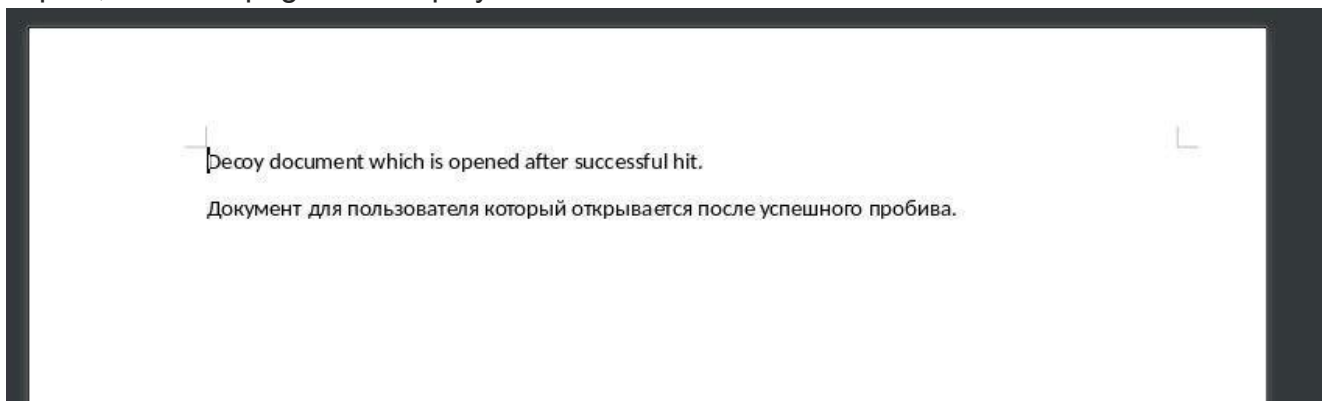 Decoy document which is opened after successful hit.
Документ для пользователя который открывается после успешного пробива.